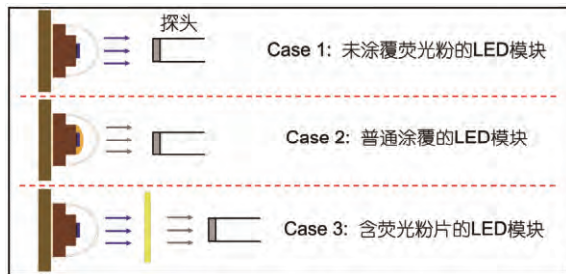 探头
Case 1: 未涂覆荧光粉的LED模块
Case 2: 普通涂覆的LED模块
Case 3: 含荧光粉片的LED模块